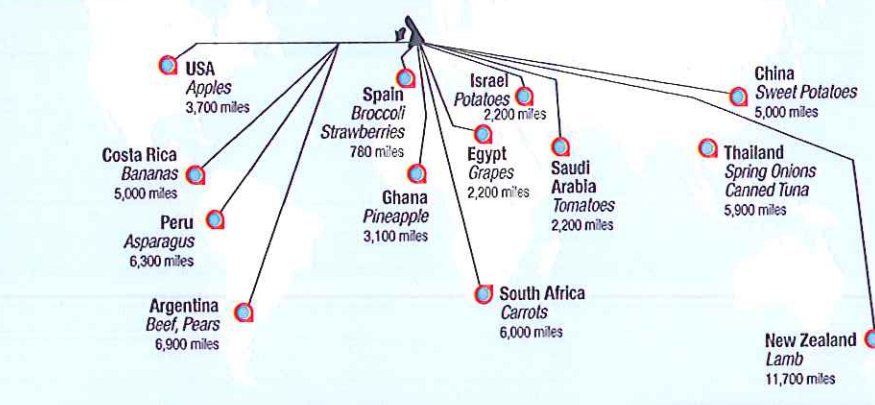 USA
Apples
3,700 miles
Costa Rica
Bananas
5,000 miles
Peru
Asparagus
6,300 miles
Argentina
Beef, Pears
6,900 miles
Spain
Broccoli
Strawberries
780 miles
Ghana
Pineapple
3,100 miles
Israel
Potatoes
2,200 miles
Egypt
Grapes
2,200 miles
Saudi
Arabia
Tomatoes
2,200 miles
South Africa
Carrots
6,000 miles
China
Sweet Potatoes
5,000 miles
Thailand
Spring Onions
Canned Tuna
5,900 miles
New Zealand
Lamb
11,700 miles